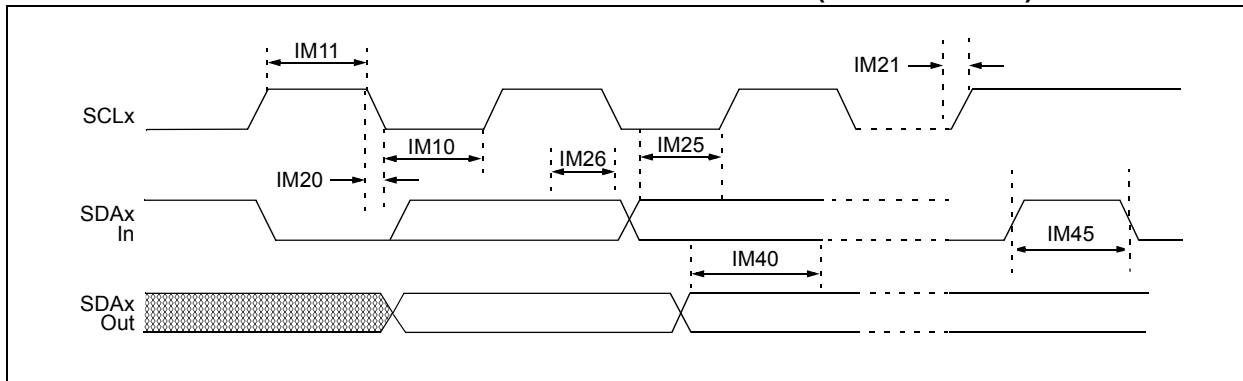 IM11
IM21
SCLx
IM10
IM26
IM25
IM20
SDAx
In
IM45
IM40
SDAx
Out